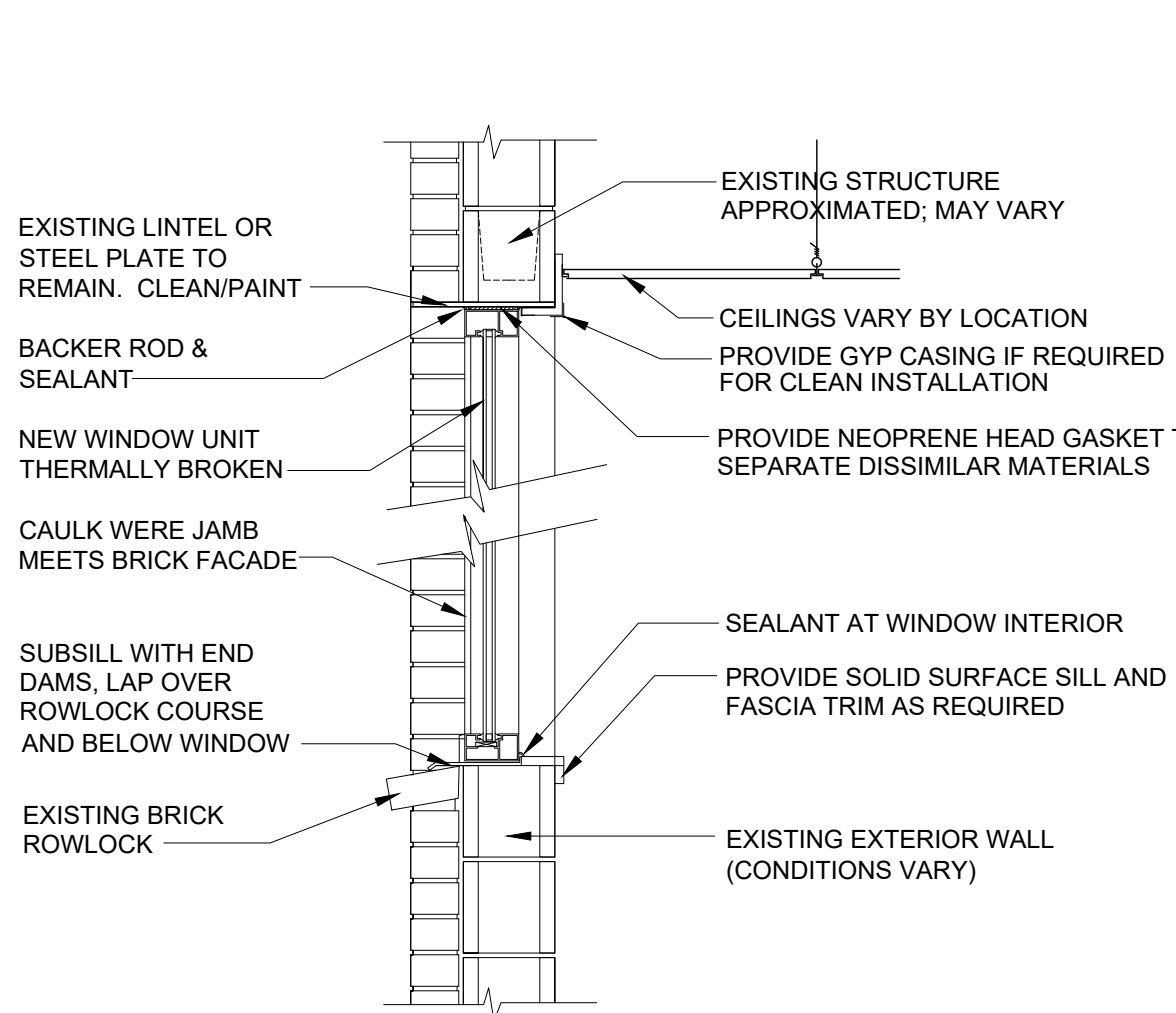 EXISTING LINTEL OR
STEEL PLATE TO
REMAIN. CLEAN/PAINT
BACKER ROD &
SEALANT
NEW WINDOW UNIT
THERMALLY BROKEN
CAULK WERE JAMB
MEETS BRICK FACADE
SUBSILL WITH END
DAMS, LAP OVER
ROWLOCK COURSE
AND BELOW WINDOW
EXISTING BRICK
ROWLOCK
EXISTING STRUCTURE
APPROXIMATED; MAY VARY
CEILINGS VARY BY LOCATION
PROVIDE GYP CASING IF REQUIRED
FOR CLEAN INSTALLATION
PROVIDE NEOPRENE HEAD GASKET
SEPARATE DISSIMILAR MATERIALS
SEALANT AT WINDOW INTERIOR
PROVIDE SOLID SURFACE SILL AND
FASCIA TRIM AS REQUIRED
EXISTING EXTERIOR WALL
(CONDITIONS VARY)